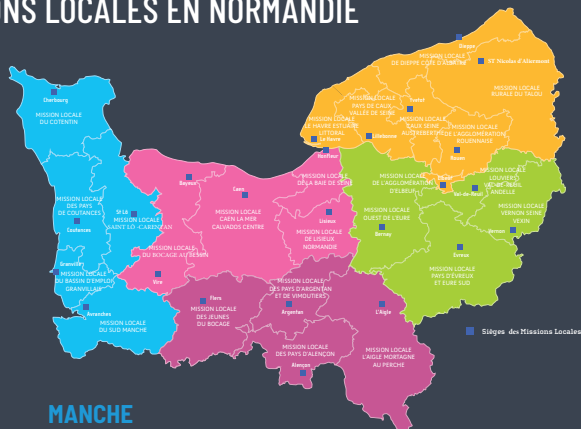 ONS LOCALES EN NORMANDIE
Cherbourg
MISSION LOCALE
DU COTENTIN
MISSION LOCALE
DES PAYS
DE COUTANCES
Coutances
St Lô
MISSION LOCALE
SAINT LÔ -CARENTAN
Granville
MISSION LOCALE
DU BASSIN D'EMPLOI
GRANVILLAIS
Avranches
MISSION LOCALE
DU SUD MANCHE
Bayeux
MISSION LOCALE
DU BOCAGE AU BESSIN
Vire
Caen
MISSION LOCALE
CAEN LA MER
CALVADOS CENTRE
Honfleur
MISSION LOCALE
DE LA BAIE DE SEINE
Lisieux
MISSION LOCALE
DE LISIEUX
NORMANDIE
Flers
MISSION LOCALE
DES JEUNES
DU BOCAGE
MISSION LOCALE
DES PAYS D'ARGENTAN
ET DE VIMOUTIERS
Argentan
MISSION LOCALE
DES PAYS D'ALENÇON
Alençon
L'Aigle
MISSION LOCALE
L'AIGLE MORTAGNE
AU PERCHE
Dieppe
MISSION LOCALE
DE DIEPPE CÔTE D'ALBÂTRE
ST Nicolas d'Aliermont
MISSION LOCALE
RURALE DU TALOU
MISSION LOCALE
PAYS DE CAUX
VALLÉE DE SEINE
MISSION LOCALE
LE HAVRE ESTUAIRE
LITTORAL
Le Havre
Lillebonne
Yvetot
MISSION LOCALE
CAUX SEINE
AUSTREBERTHE
MISSION LOCALE
DE L'AGGLOMÉRATION
ROUENNAISE
Rouen
MISSION LOCALE
DE L'AGGLOMÉRATION
D'ELBEUF
Elbeuf
MISSION LOCALE
LOUVIERS
VAL-DE-REUIL
ANDELLE
Val-de-Reuil
MISSION LOCALE
VERNON SEINE
VEXIN
Vernon
MISSION LOCALE
OUEST DE L'EURE
Bernay
Evreux
MISSION LOCALE
PAYS D'ÉVREUX
ET EURE SUD
Sièges des Missions Locales
MANCHE